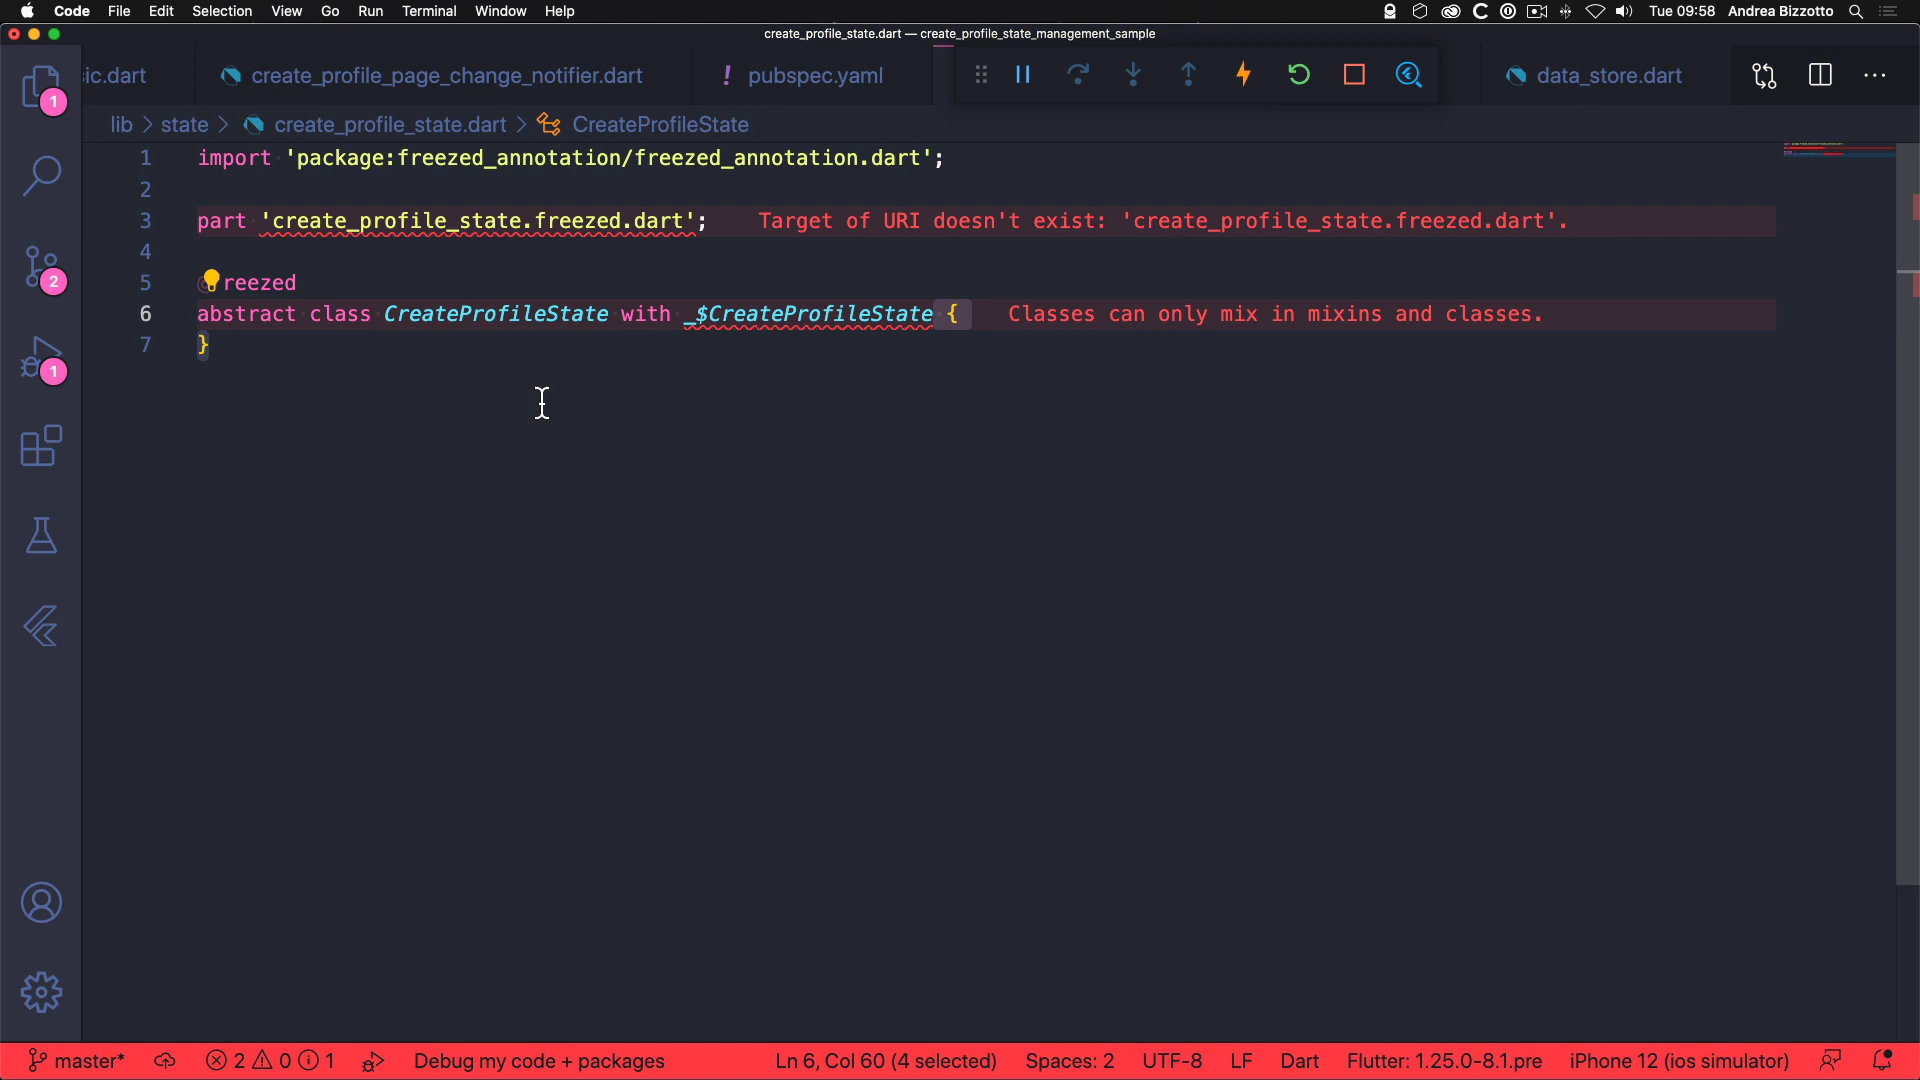 Code File Edit Selection View Go Run Terminal Window Help Tue 09:58 Andrea Bizzotto
create_profile_state.dart — create_profile_state_management_sample
ic.dart create_profile_page_change_notifier.dart ! pubspec.yaml data_store.dart
lib > state > create_profile_state.dart > CreateProfileState
1 import 'package:freezed_annotation/freezed_annotation.dart';
2
3 part 'create_profile_state.freezed.dart'; Target of URI doesn't exist: 'create_profile_state.freezed.dart'.
4
5 reezed
6 abstract class CreateProfileState with _$CreateProfileState { Classes can only mix in mixins and classes.
7 }
1
2
1
master* 2 0 1 Debug my code + packages Ln 6, Col 60 (4 selected) Spaces: 2 UTF-8 LF Dart Flutter: 1.25.0-8.1.pre iPhone 12 (ios simulator)